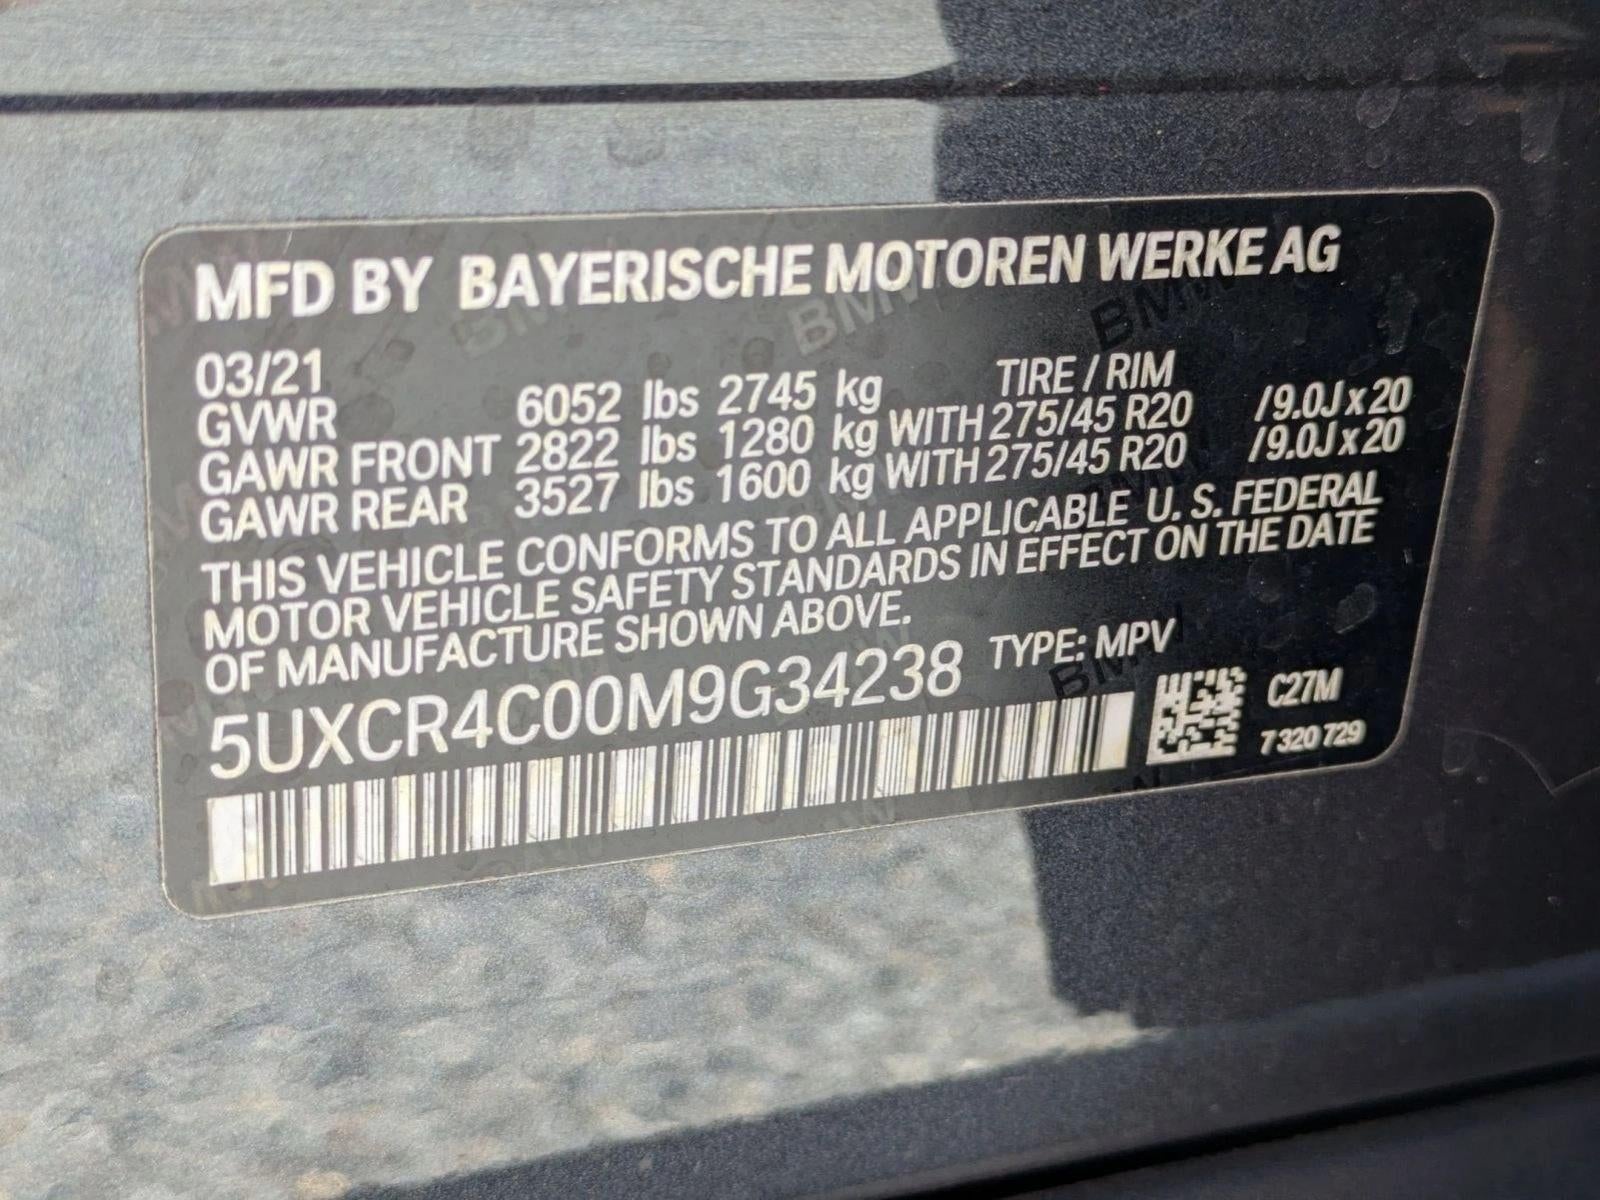 MFD BY BAYERISCHE MOTOREN WERKE AG
03/21 TIRE / RIM
GVWR 6052 lbs 2745 kg
GAWR FRONT 2822 lbs 1280 kg WITH 275/45 R20 /9.0J x 20
GAWR REAR 3527 lbs 1600 kg WITH 275/45 R20 /9.0J x 20
THIS VEHICLE CONFORMS TO ALL APPLICABLE U. S. FEDERAL
MOTOR VEHICLE SAFETY STANDARDS IN EFFECT ON THE DATE
OF MANUFACTURE SHOWN ABOVE.
5UXCR4C00M9G34238 TYPE: MPV
C27M
7 320 729